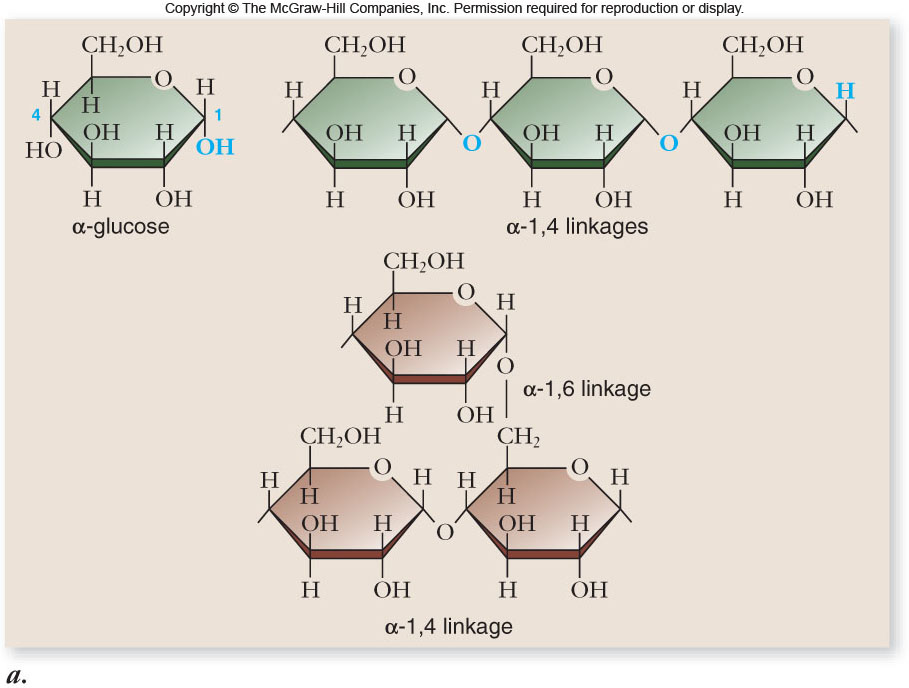 Copyright © The McGraw-Hill Companies, Inc. Permission required for reproduction or display.
CH₂OH CH₂OH CH₂OH CH₂OH
H O H H O H O H O H
4 H 1
HO OH H OH OH H O OH H O OH H
H OH H OH H OH H OH
α-glucose α-1,4 linkages
CH₂OH
H O H
H
OH H O
α-1,6 linkage
H OH
CH₂OH CH₂
H O H H O H
H H
OH H O OH H
H OH H OH
α-1,4 linkage
a.